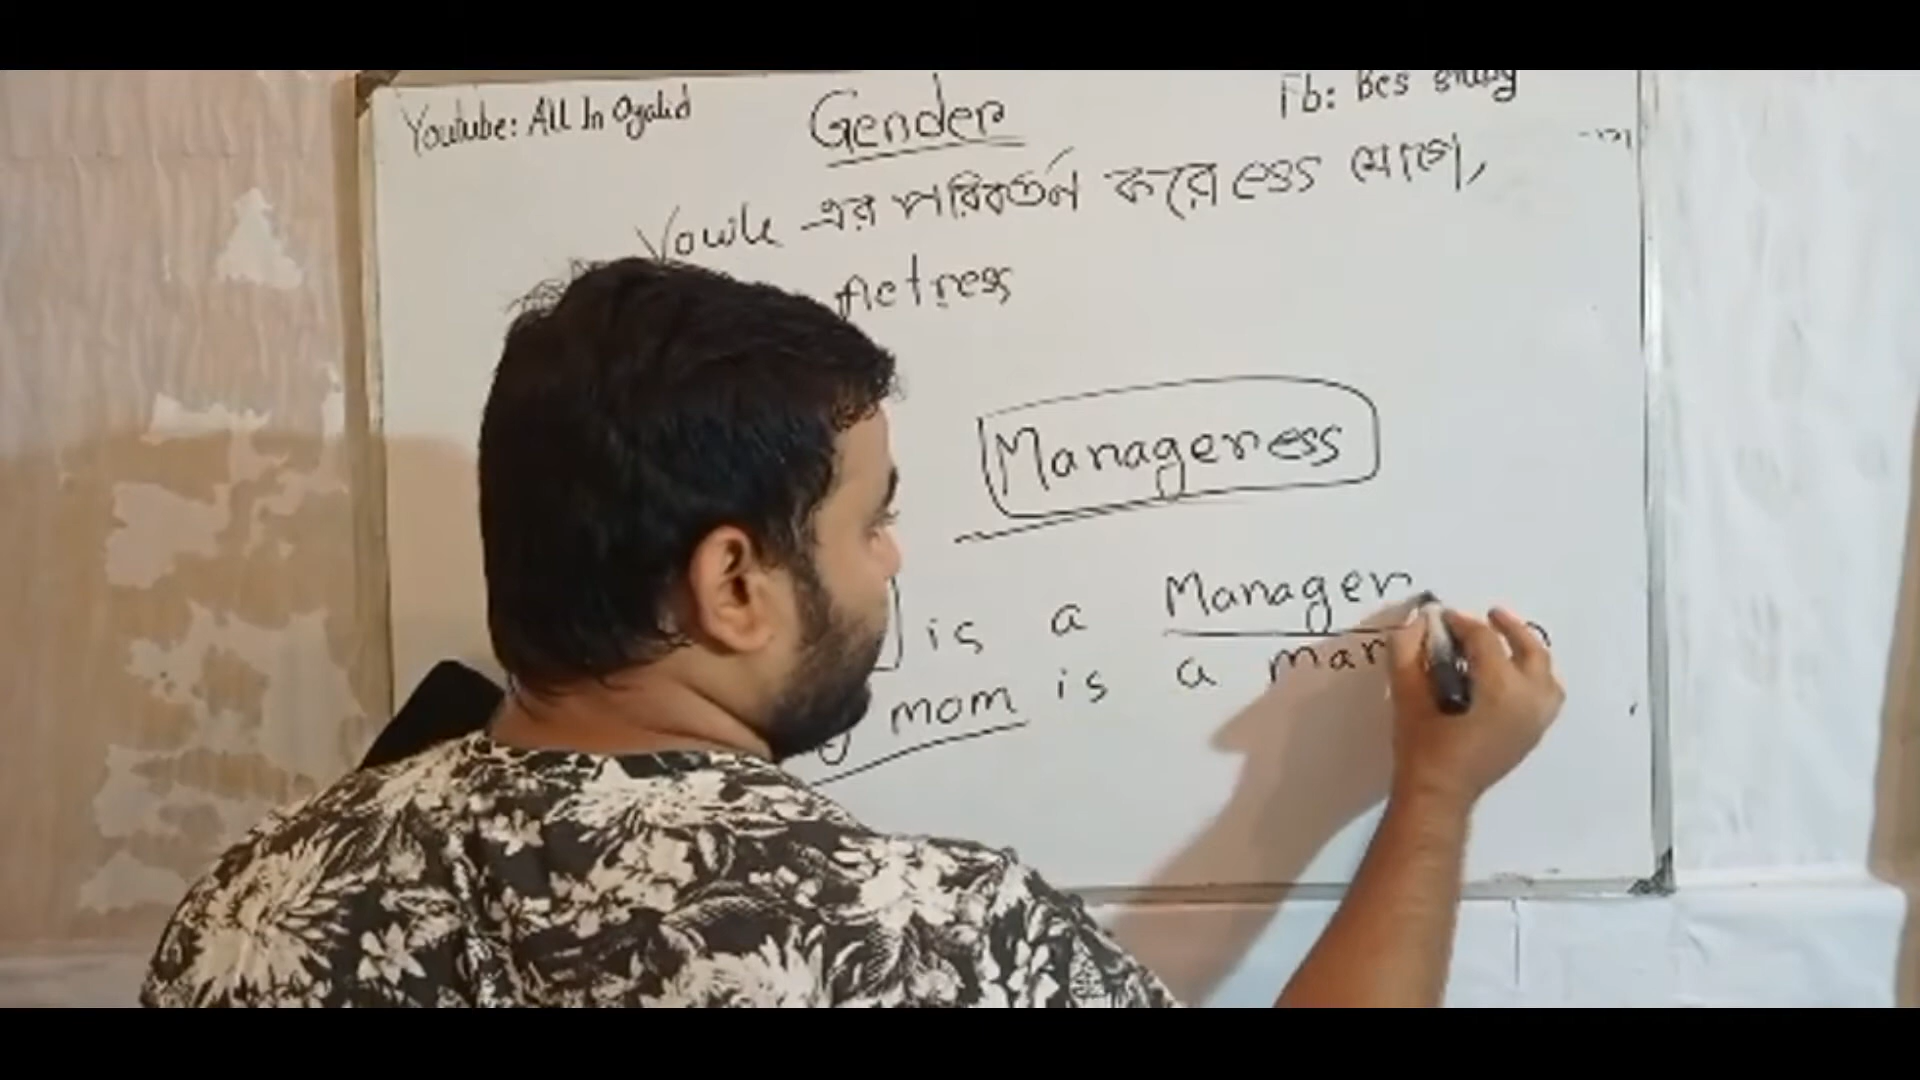 Youtube: All In Ogalid
Gender
Fb: Bcs study
Vowle এর পরিবর্তন করে ess যোগে,
Actress
Manageress
is a Manager
mom is a